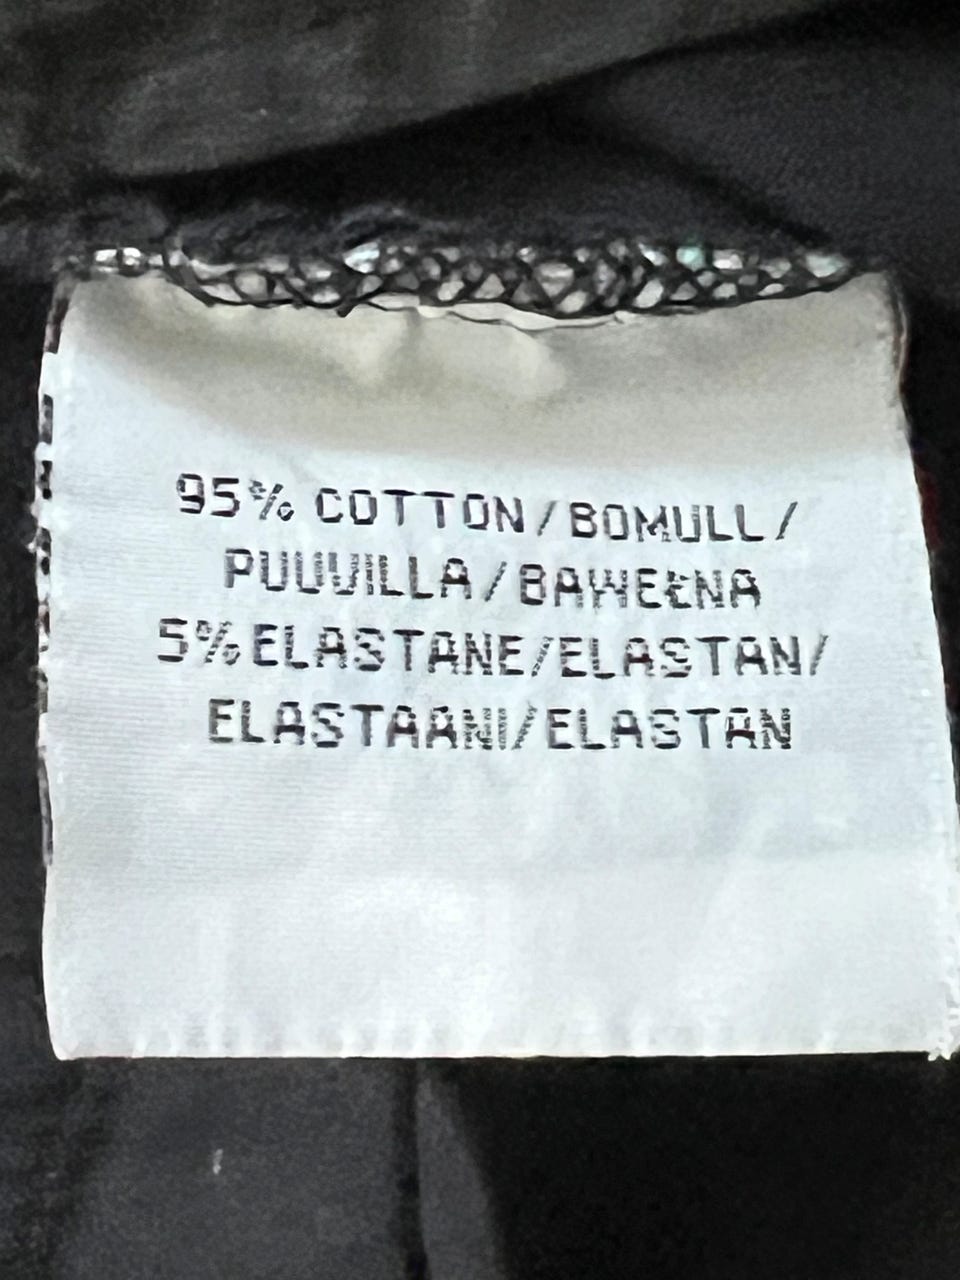 95% COTTON/BOMULL/
PUUVILLA/BAWEŁNA
5% ELASTANE/ELASTAN/
ELASTAANI/ELASTAN